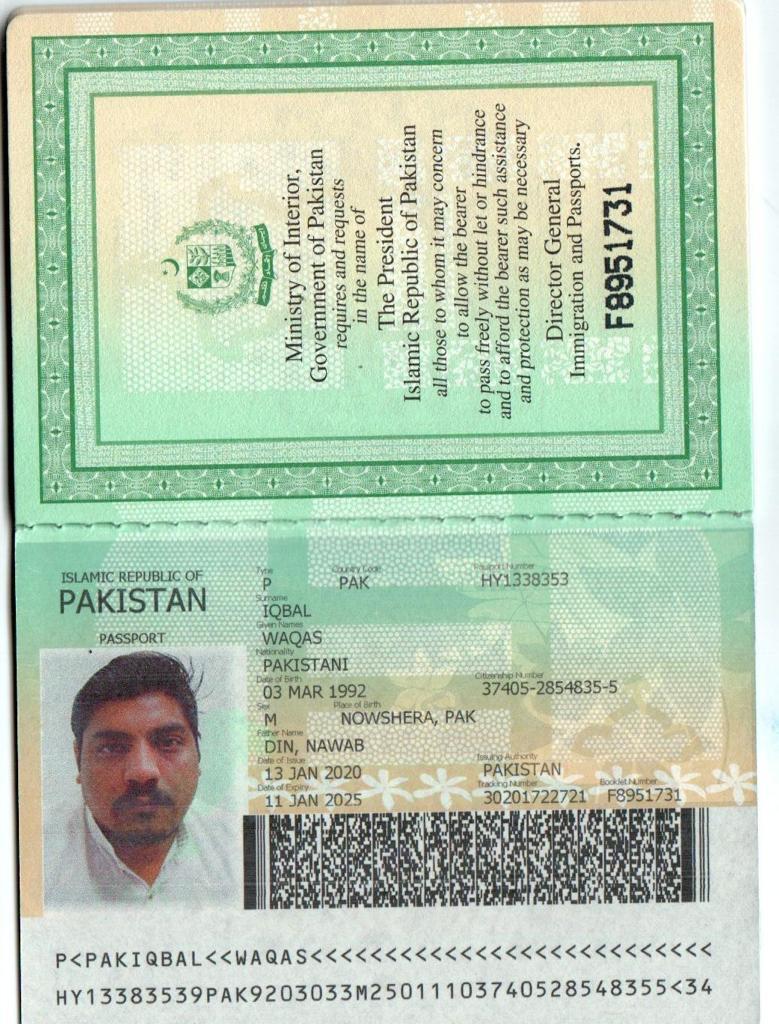 Ministry of Interior,
Government of Pakistan
requires and requests
in the name of
The President
Islamic Republic of Pakistan
all those to whom it may concern
to allow the bearer
to pass freely without let or hindrance
and to afford the bearer such assistance
and protection as may be necessary
Director General
Immigration and Passports.
F8951731
ISLAMIC REPUBLIC OF
PAKISTAN
PASSPORT
Type Country Code Passport Number
P PAK HY1338353
Surname
IQBAL
Given Names
WAQAS
Nationality
PAKISTANI
Date of Birth Citizenship Number
03 MAR 1992 37405-2854835-5
Sex Place of Birth
M NOWSHERA, PAK
Father Name
DIN, NAWAB
Date of Issue Issuing Authority
13 JAN 2020 PAKISTAN
Date of Expiry Tracking Number Booklet Number
11 JAN 2025 30201722721 F8951731
P<PAKIQBAL<<WAQAS<<<<<<<<<<<<<<<<<<<<<<<<<<<
HY13383539PAK9203033M25011103740528548355<34